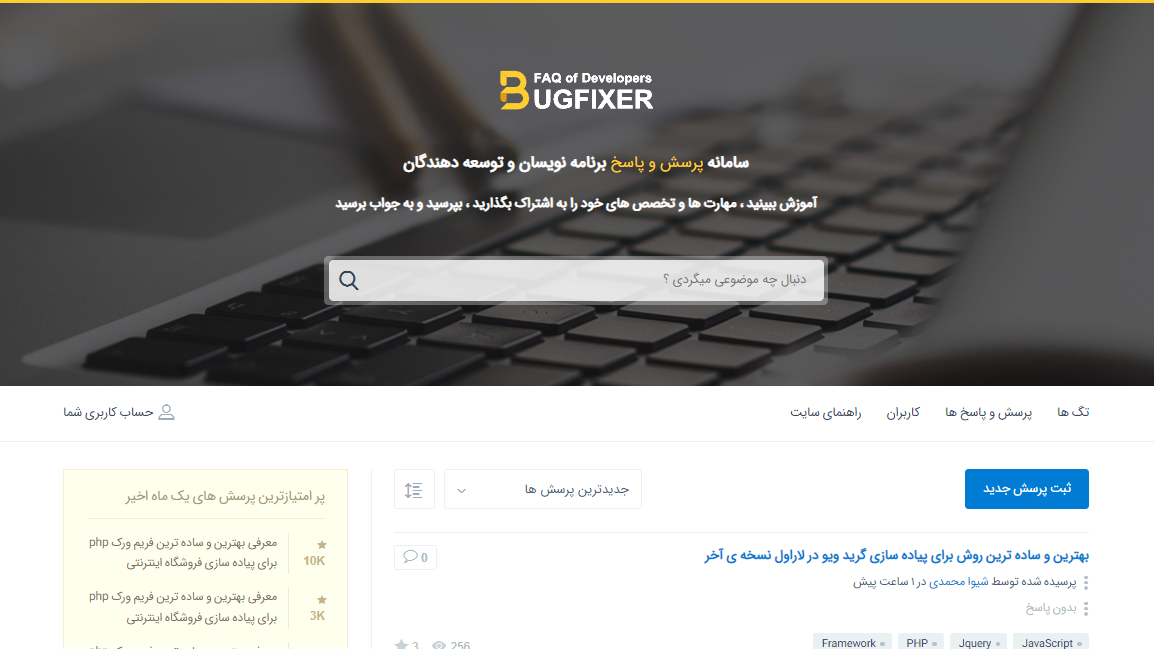 FAQ of Developers
BUGFIXER
سامانه پرسش و پاسخ برنامه نویسان و توسعه دهندگان
آموزش ببینید ، مهارت ها و تخصص های خود را به اشتراک بگذارید ، بپرسید و به جواب برسید
دنبال چه موضوعی میگردی ؟
تگ ها
پرسش و پاسخ ها
کاربران
راهنمای سایت
حساب کاربری شما
ثبت پرسش جدید
جدیدترین پرسش ها
بهترین و ساده ترین روش برای پیاده سازی گرید ویو در لاراول نسخه ی آخر
0
پرسیده شده توسط شیوا محمدی در ۱ ساعت پیش
بدون پاسخ
JavaScript
Jquery
PHP
Framework
256
3
پر امتیازترین پرسش های یک ماه اخیر
10K
معرفی بهترین و ساده ترین فریم ورک php
برای پیاده سازی فروشگاه اینترنتی
3K
معرفی بهترین و ساده ترین فریم ورک php
برای پیاده سازی فروشگاه اینترنتی